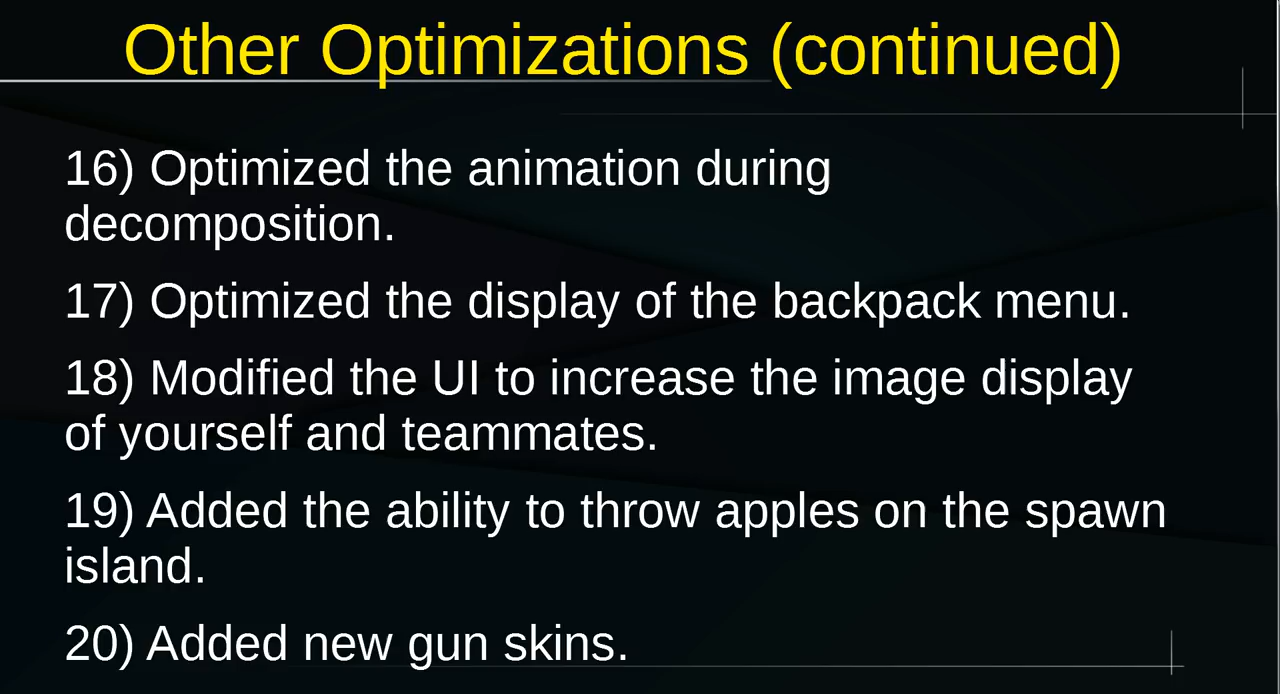 Other Optimizations (continued)
16) Optimized the animation during
decomposition.
17) Optimized the display of the backpack menu.
18) Modified the UI to increase the image display
of yourself and teammates.
19) Added the ability to throw apples on the spawn
island.
20) Added new gun skins.